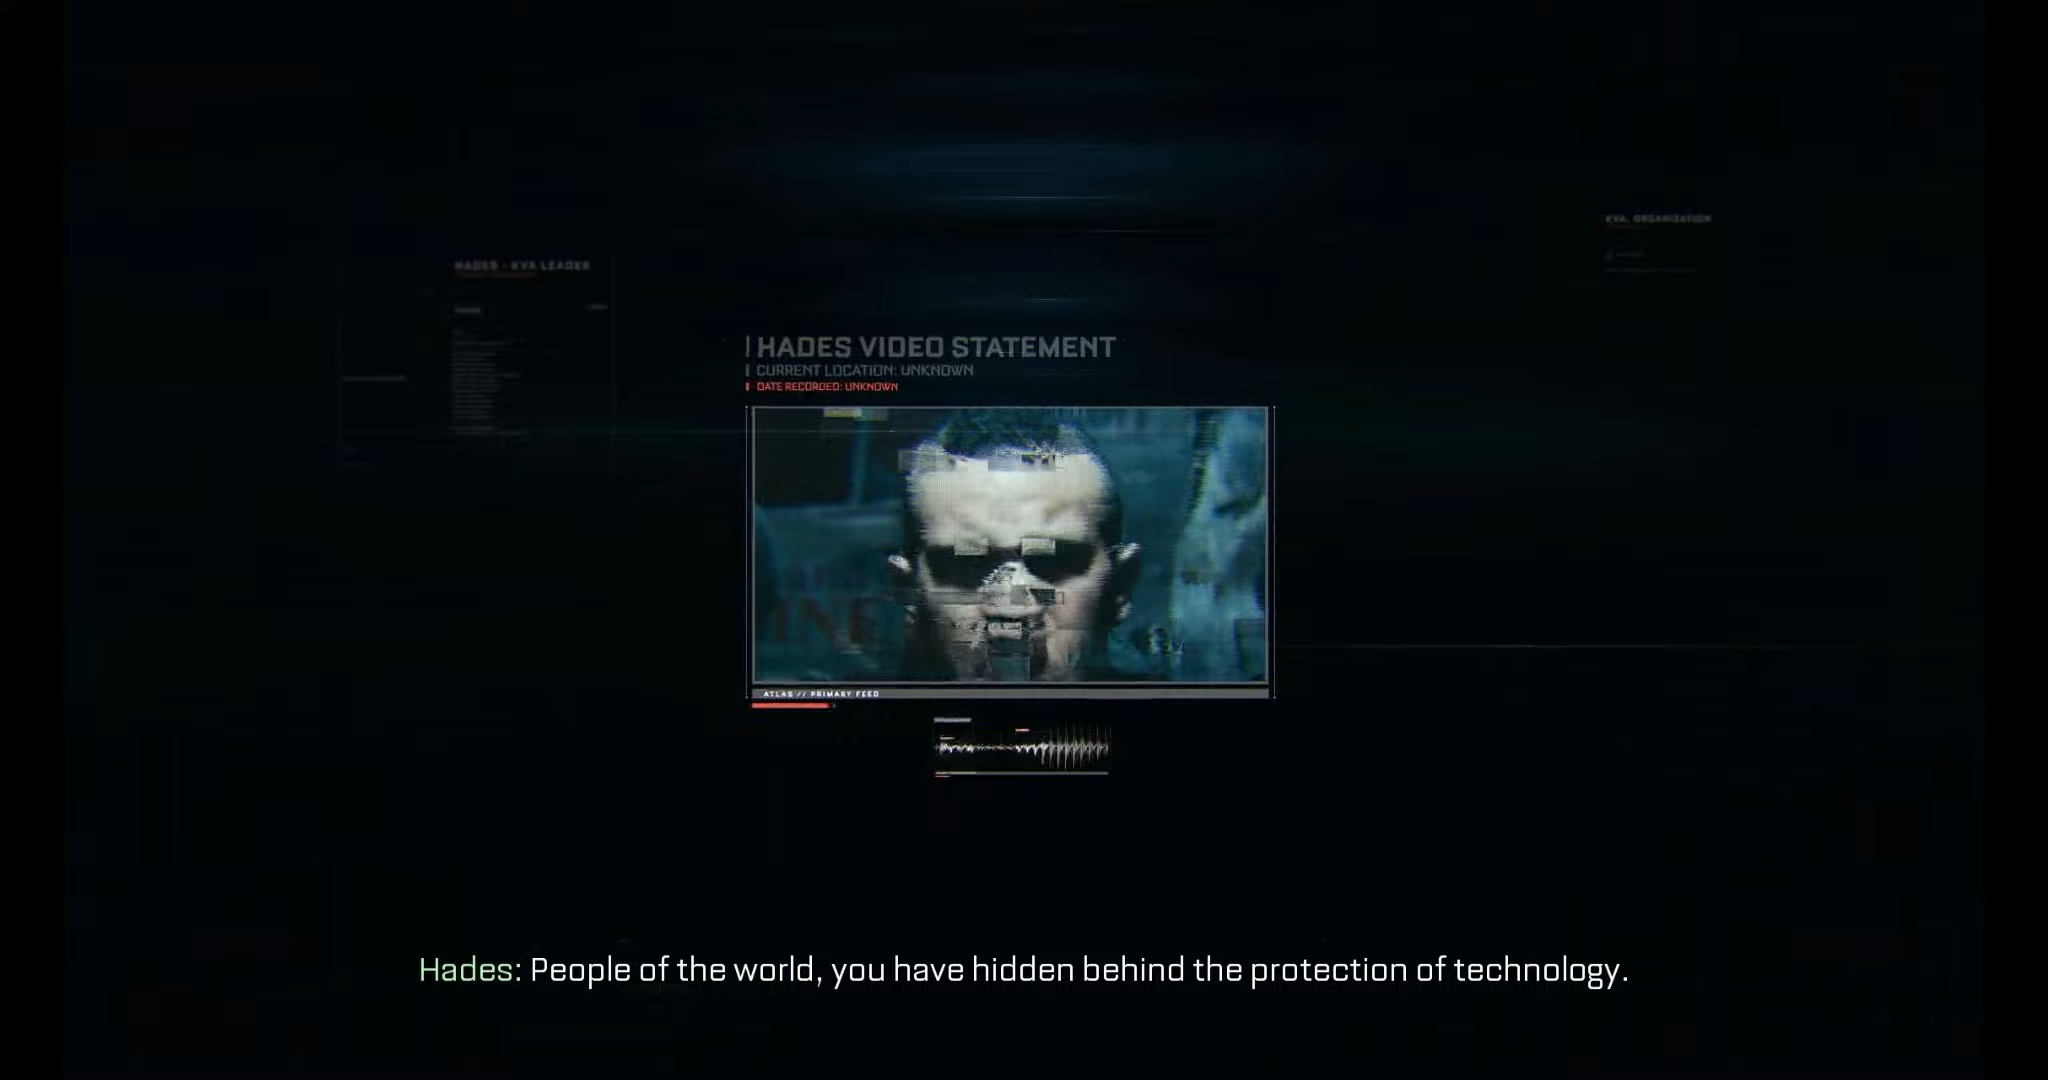 KVA. ORGANIZATION
HADES - KVA LEADER
HADES VIDEO STATEMENT
CURRENT LOCATION: UNKNOWN
DATE RECORDED: UNKNOWN
ATLAS // PRIMARY FEED
Hades: People of the world, you have hidden behind the protection of technology.